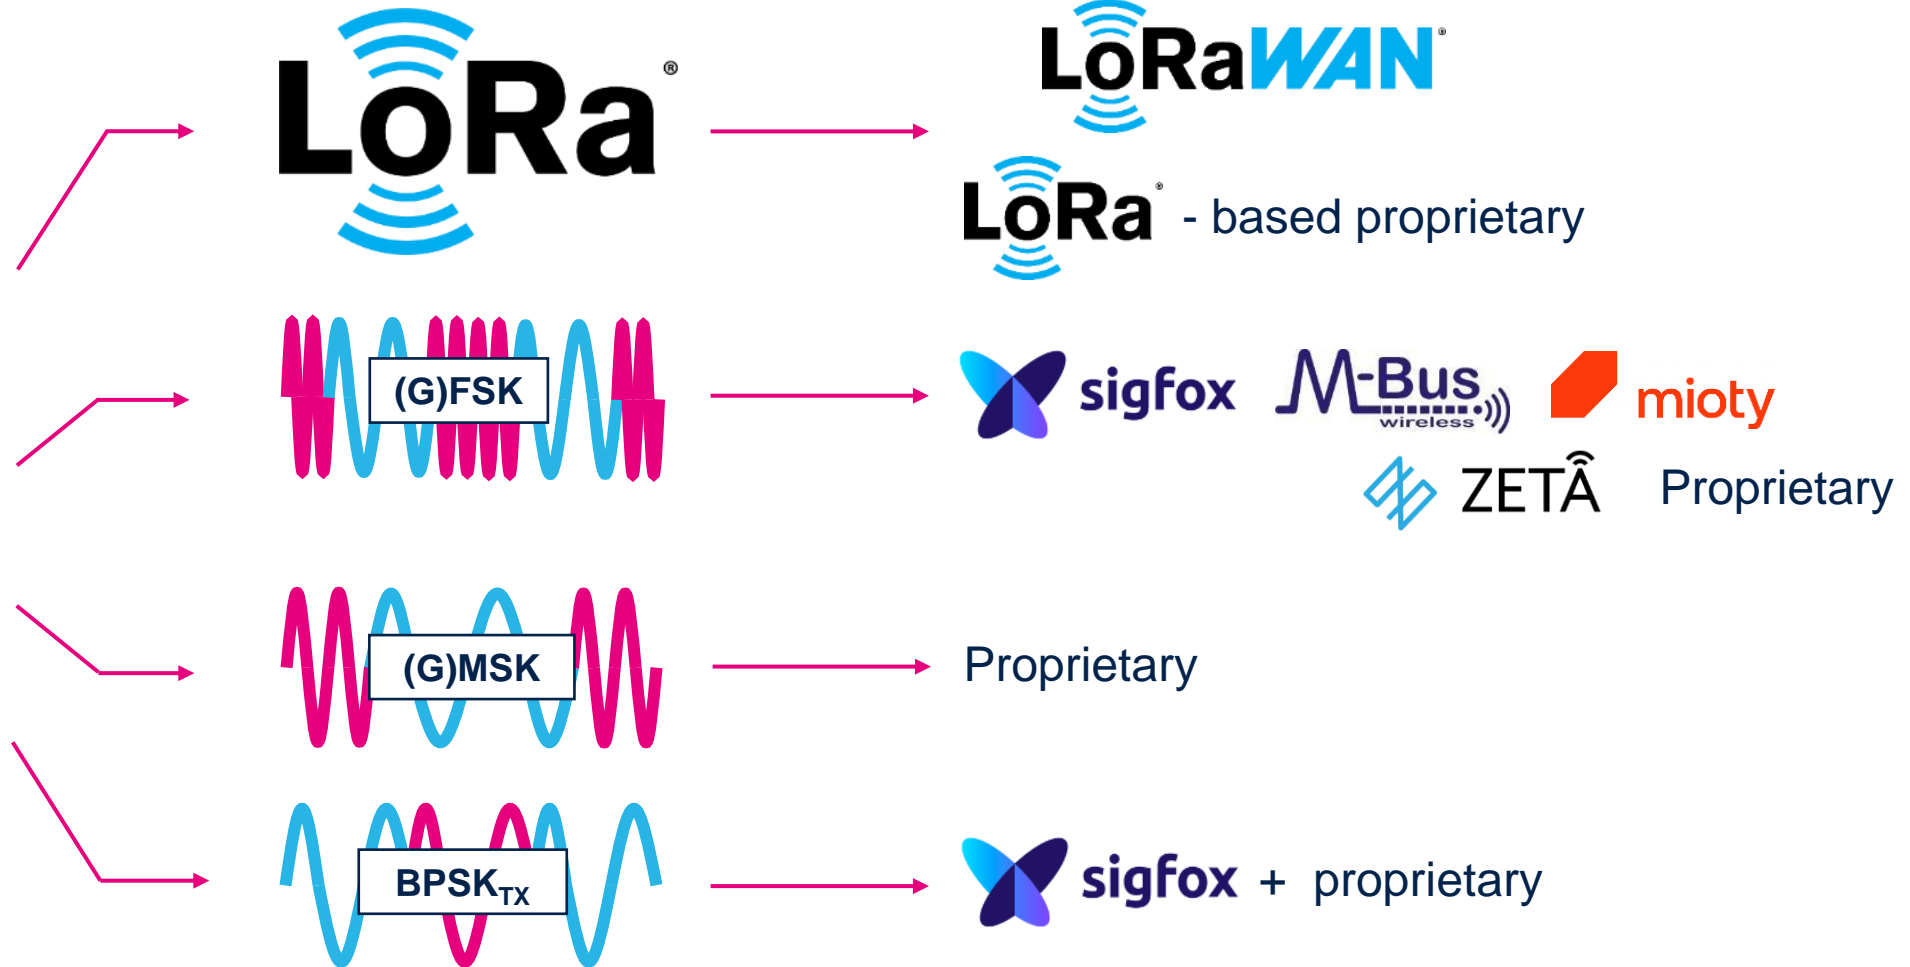 LoRa®
LoRaWAN®
LoRa® - based proprietary
(G)FSK
sigfox
M-Bus
wireless
mioty
ZETA
Proprietary
(G)MSK
Proprietary
BPSKTX
sigfox + proprietary